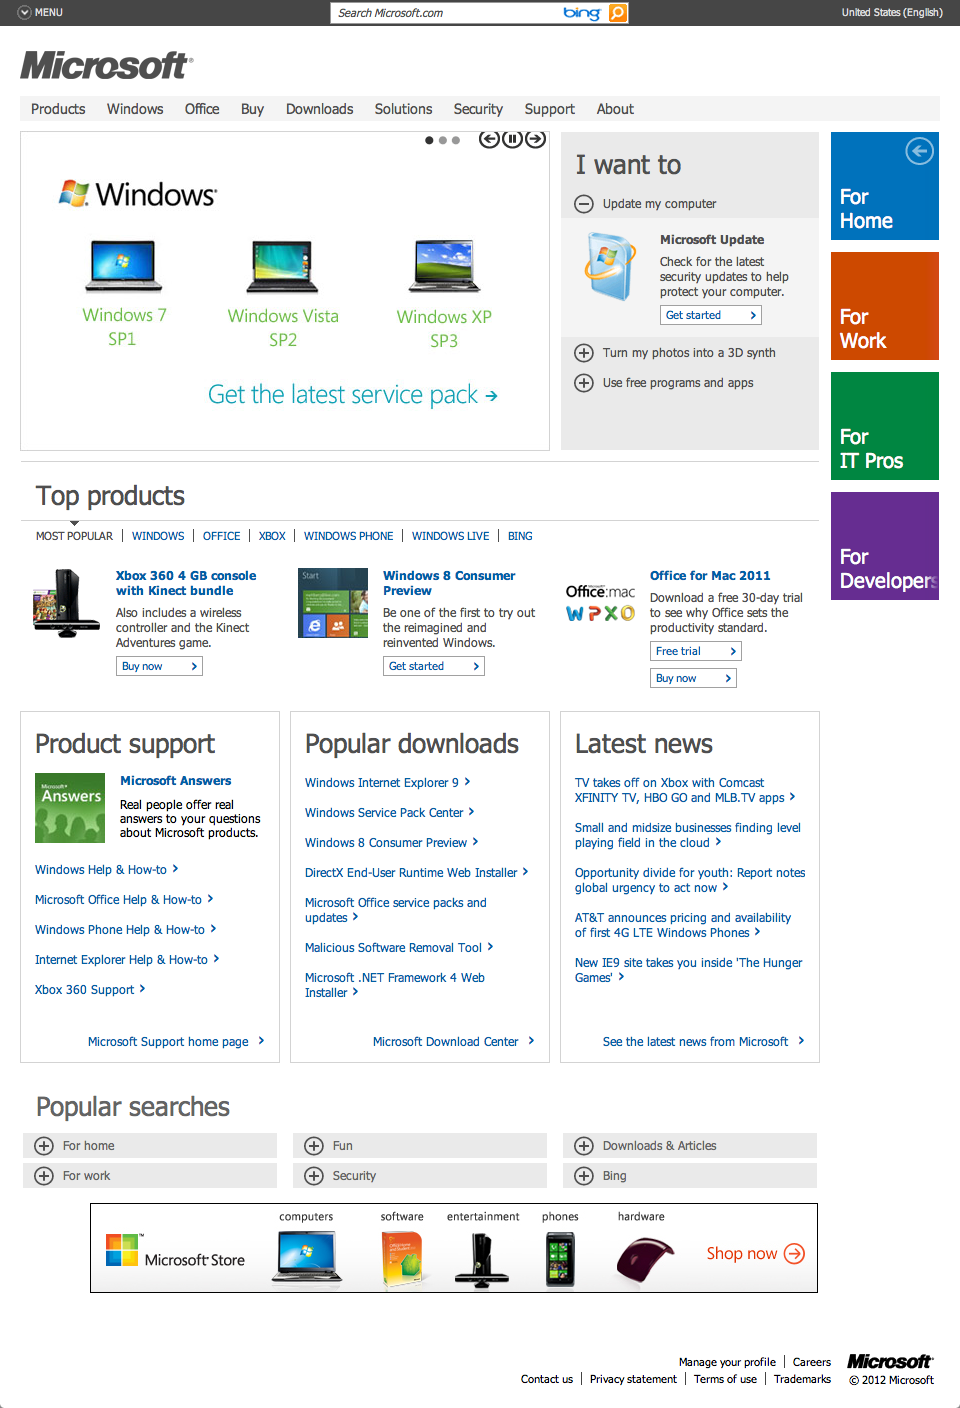 MENU
Search Microsoft.com
bing
United States (English)
Microsoft®
Products Windows Office Buy Downloads Solutions Security Support About
Windows®
Windows 7
SP1
Windows Vista
SP2
Windows XP
SP3
Get the latest service pack
I want to
Update my computer
Microsoft Update
Check for the latest
security updates to help
protect your computer.
Get started
Turn my photos into a 3D synth
Use free programs and apps
For
Home
For
Work
For
IT Pros
For
Developers
Top products
MOST POPULAR | WINDOWS | OFFICE | XBOX | WINDOWS PHONE | WINDOWS LIVE | BING
Xbox 360 4 GB console
with Kinect bundle
Also includes a wireless
controller and the Kinect
Adventures game.
Buy now
Start
Windows 8 Consumer
Preview
Be one of the first to try out
the reimagined and
reinvented Windows.
Get started
Microsoft®
Office:mac
W P X O
Office for Mac 2011
Download a free 30-day trial
to see why Office sets the
productivity standard.
Free trial
Buy now
Product support
Microsoft®
Answers
Microsoft Answers
Real people offer real
answers to your questions
about Microsoft products.
Windows Help & How-to
Microsoft Office Help & How-to
Windows Phone Help & How-to
Internet Explorer Help & How-to
Xbox 360 Support
Microsoft Support home page
Popular downloads
Windows Internet Explorer 9
Windows Service Pack Center
Windows 8 Consumer Preview
DirectX End-User Runtime Web Installer
Microsoft Office service packs and
updates
Malicious Software Removal Tool
Microsoft .NET Framework 4 Web
Installer
Microsoft Download Center
Latest news
TV takes off on Xbox with Comcast
XFINITY TV, HBO GO and MLB.TV apps
Small and midsize businesses finding level
playing field in the cloud
Opportunity divide for youth: Report notes
global urgency to act now
AT&T announces pricing and availability
of first 4G LTE Windows Phones
New IE9 site takes you inside 'The Hunger
Games'
See the latest news from Microsoft
Popular searches
For home
Fun
Downloads & Articles
For work
Security
Bing
Microsoft Store
computers
software
entertainment
phones
hardware
Shop now
Manage your profile | Careers
Contact us | Privacy statement | Terms of use | Trademarks
Microsoft®
© 2012 Microsoft